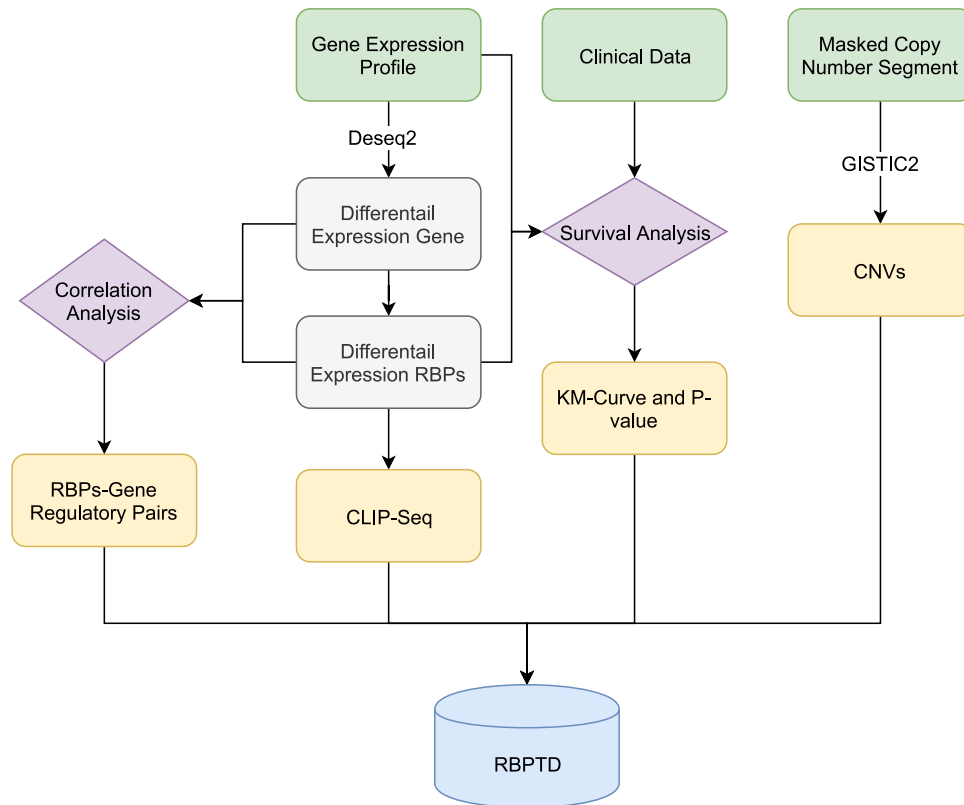 Gene Expression
Profile
Clinical Data
Masked Copy
Number Segment
Deseq2
GISTIC2
Differentail
Expression Gene
Survival Analysis
CNVs
Correlation
Analysis
Differentail
Expression RBPs
KM-Curve and P-
value
RBPs-Gene
Regulatory Pairs
CLIP-Seq
RBPTD